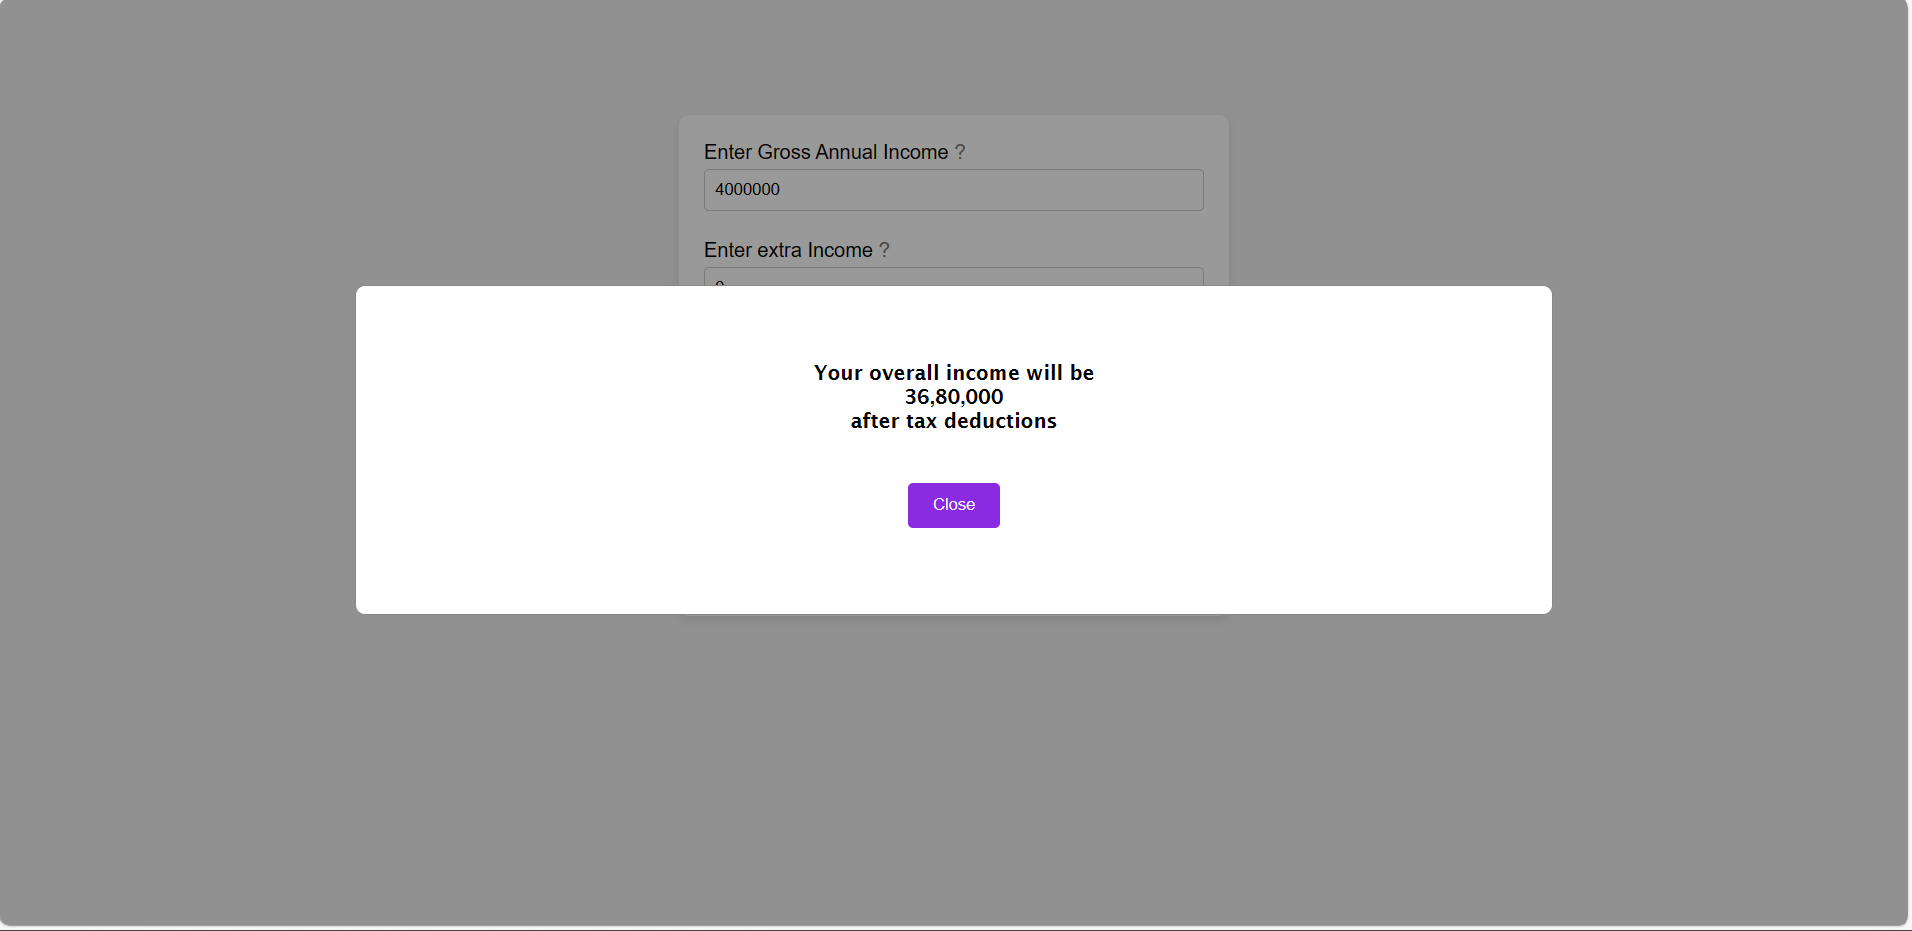 Enter Gross Annual Income ?
4000000
Enter extra Income ?
Your overall income will be
36,80,000
after tax deductions
Close